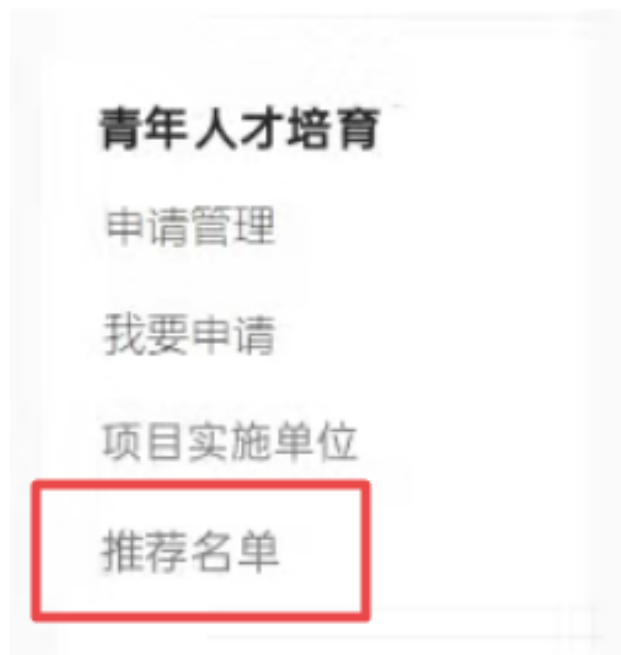 青年人才培育
申请管理
我要申请
项目实施单位
推荐名单